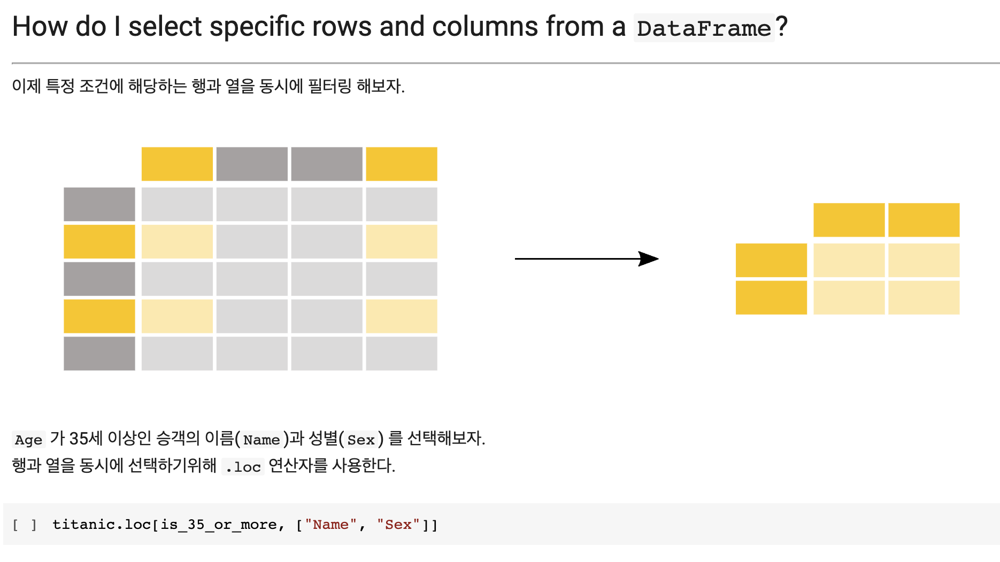 How do I select specific rows and columns from a DataFrame?
이제 특정 조건에 해당하는 행과 열을 동시에 필터링 해보자.
Age 가 35세 이상인 승객의 이름(Name)과 성별(Sex) 를 선택해보자.
행과 열을 동시에 선택하기위해 .loc 연산자를 사용한다.
[ ] titanic.loc[is_35_or_more, ["Name", "Sex"]]